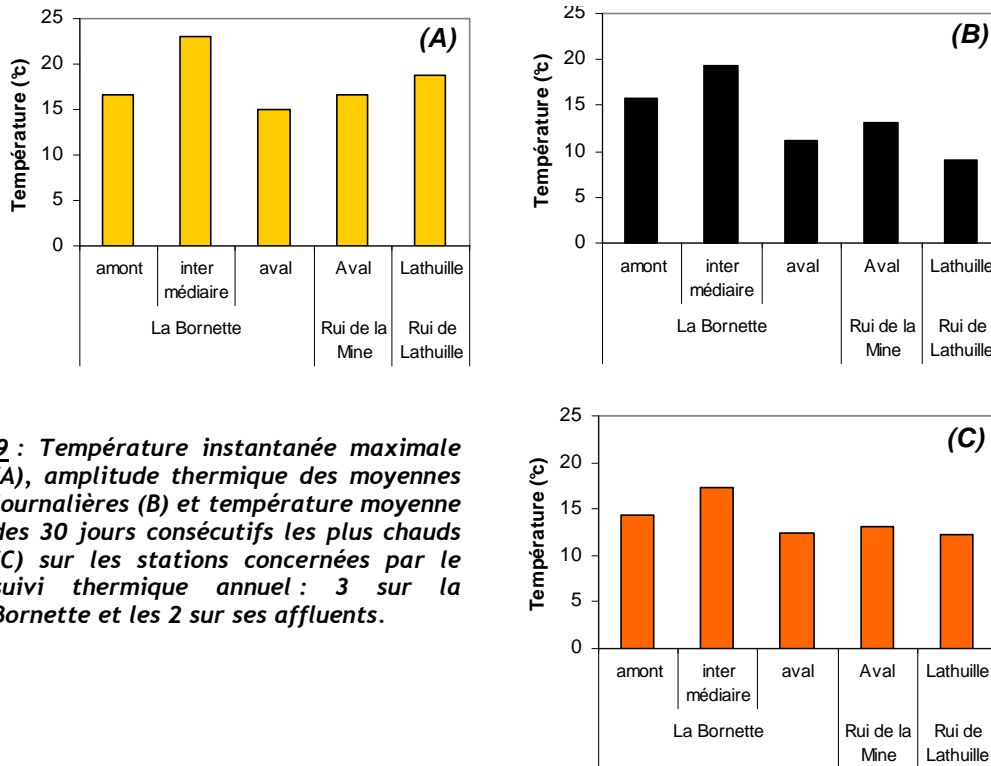 (A)
Température (°c)
25
20
15
10
5
0
amont
inter
médiaire
aval
Aval
Lathuille
La Bornette
Rui de la
Mine
Rui de
Lathuille
(B)
Température (°c)
25
20
15
10
5
0
amont
inter
médiaire
aval
Aval
Lathuille
La Bornette
Rui de la
Mine
Rui de
Lathuille
9 : Température instantanée maximale
(A), amplitude thermique des moyennes
journalières (B) et température moyenne
des 30 jours consécutifs les plus chauds
(C) sur les stations concernées par le
suivi thermique annuel : 3 sur la
Bornette et les 2 sur ses affluents.
(C)
Température (°c)
25
20
15
10
5
0
amont
inter
médiaire
aval
Aval
Lathuille
La Bornette
Rui de la
Mine
Rui de
Lathuille